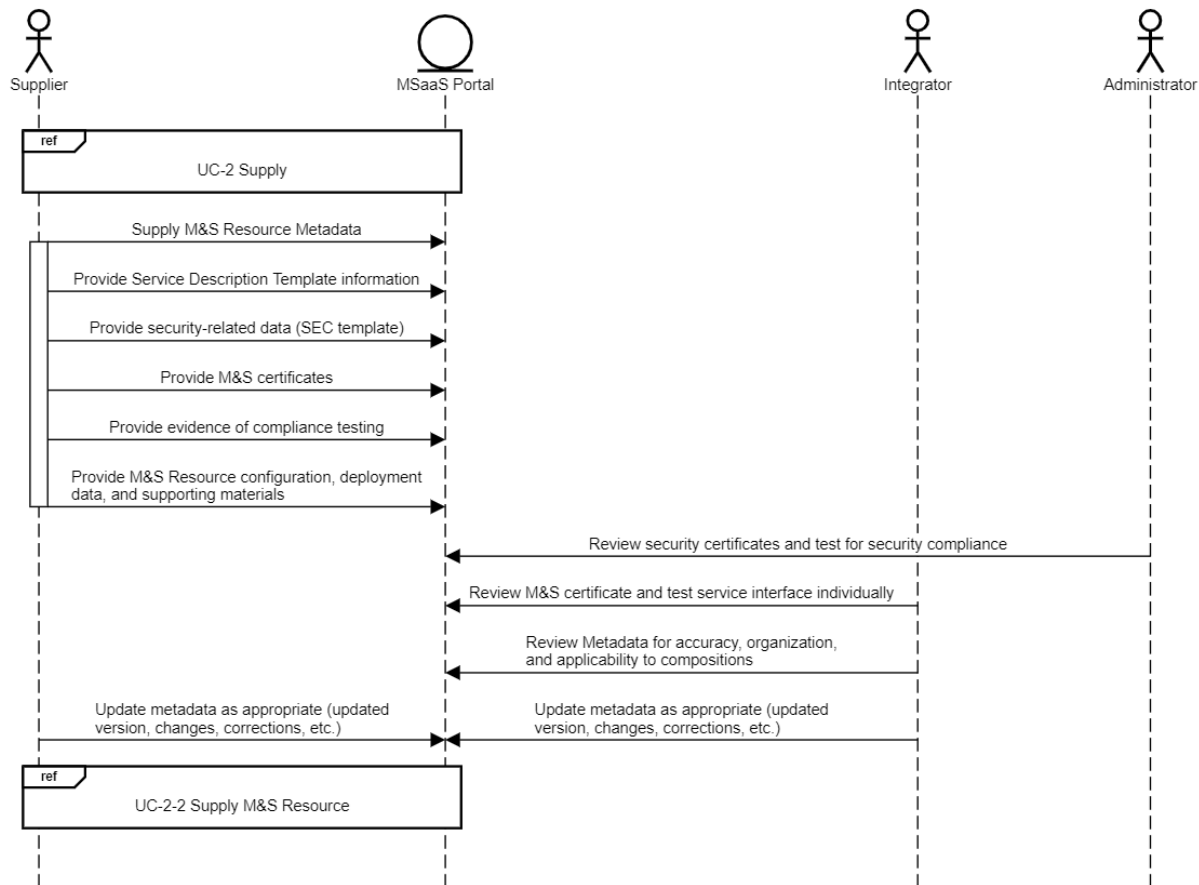 Supplier
MSaaS Portal
Integrator
Administrator
ref
UC-2 Supply
Supply M&S Resource Metadata
Provide Service Description Template information
Provide security-related data (SEC template)
Provide M&S certificates
Provide evidence of compliance testing
Provide M&S Resource configuration, deployment
data, and supporting materials
Review security certificates and test for security compliance
Review M&S certificate and test service interface individually
Review Metadata for accuracy, organization,
and applicability to compositions
Update metadata as appropriate (updated
version, changes, corrections, etc.)
Update metadata as appropriate (updated
version, changes, corrections, etc.)
ref
UC-2-2 Supply M&S Resource